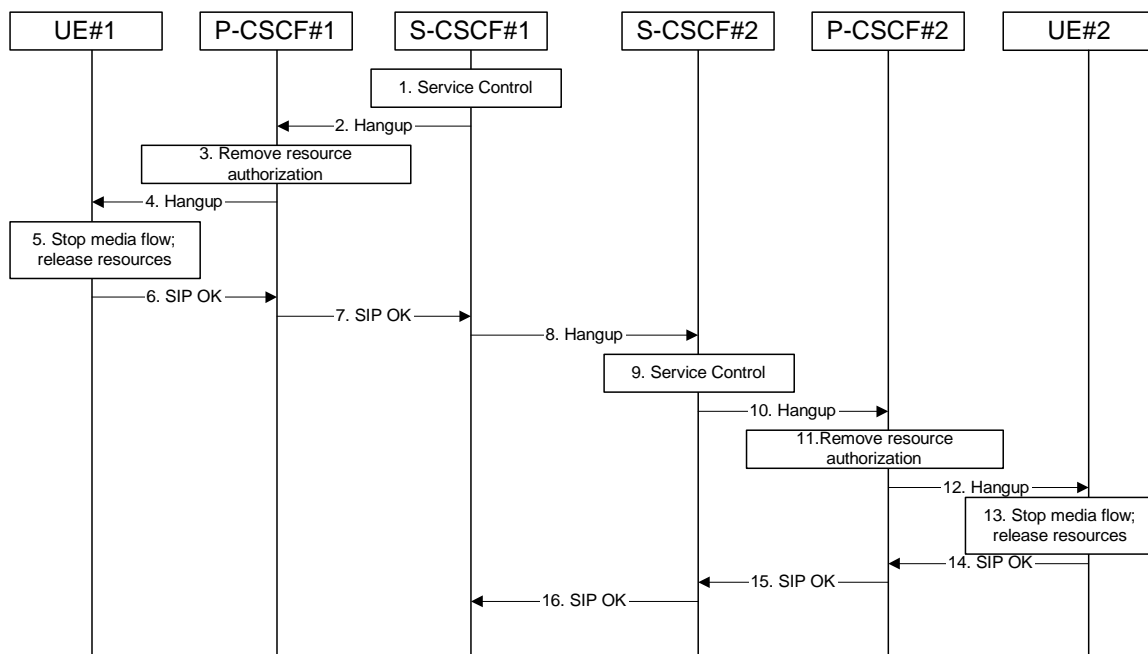 UE#1
P-CSCF#1
S-CSCF#1
S-CSCF#2
P-CSCF#2
UE#2
1. Service Control
2. Hangup
3. Remove resource
authorization
4. Hangup
5. Stop media flow;
release resources
6. SIP OK
7. SIP OK
8. Hangup
9. Service Control
10. Hangup
11.Remove resource
authorization
12. Hangup
13. Stop media flow;
release resources
14. SIP OK
15. SIP OK
16. SIP OK